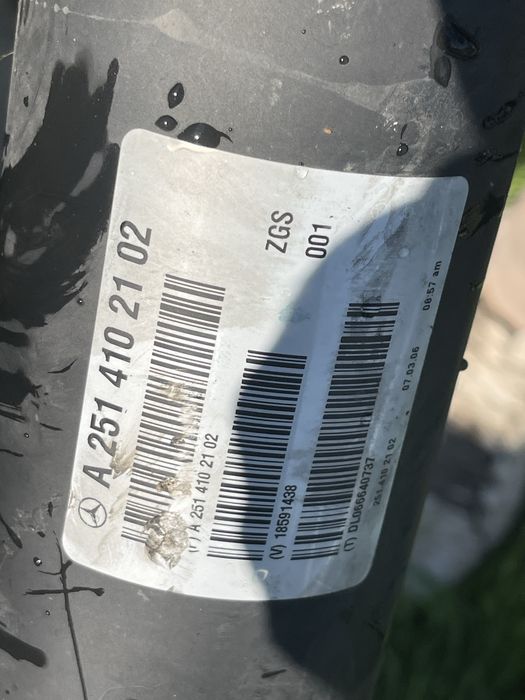 A 251 410 21 02
ZGS
001
(P) A 251 410 21 02
(V) 18591438
(T) DL066640737
251 410 21 02 07.03.06 08:57 am